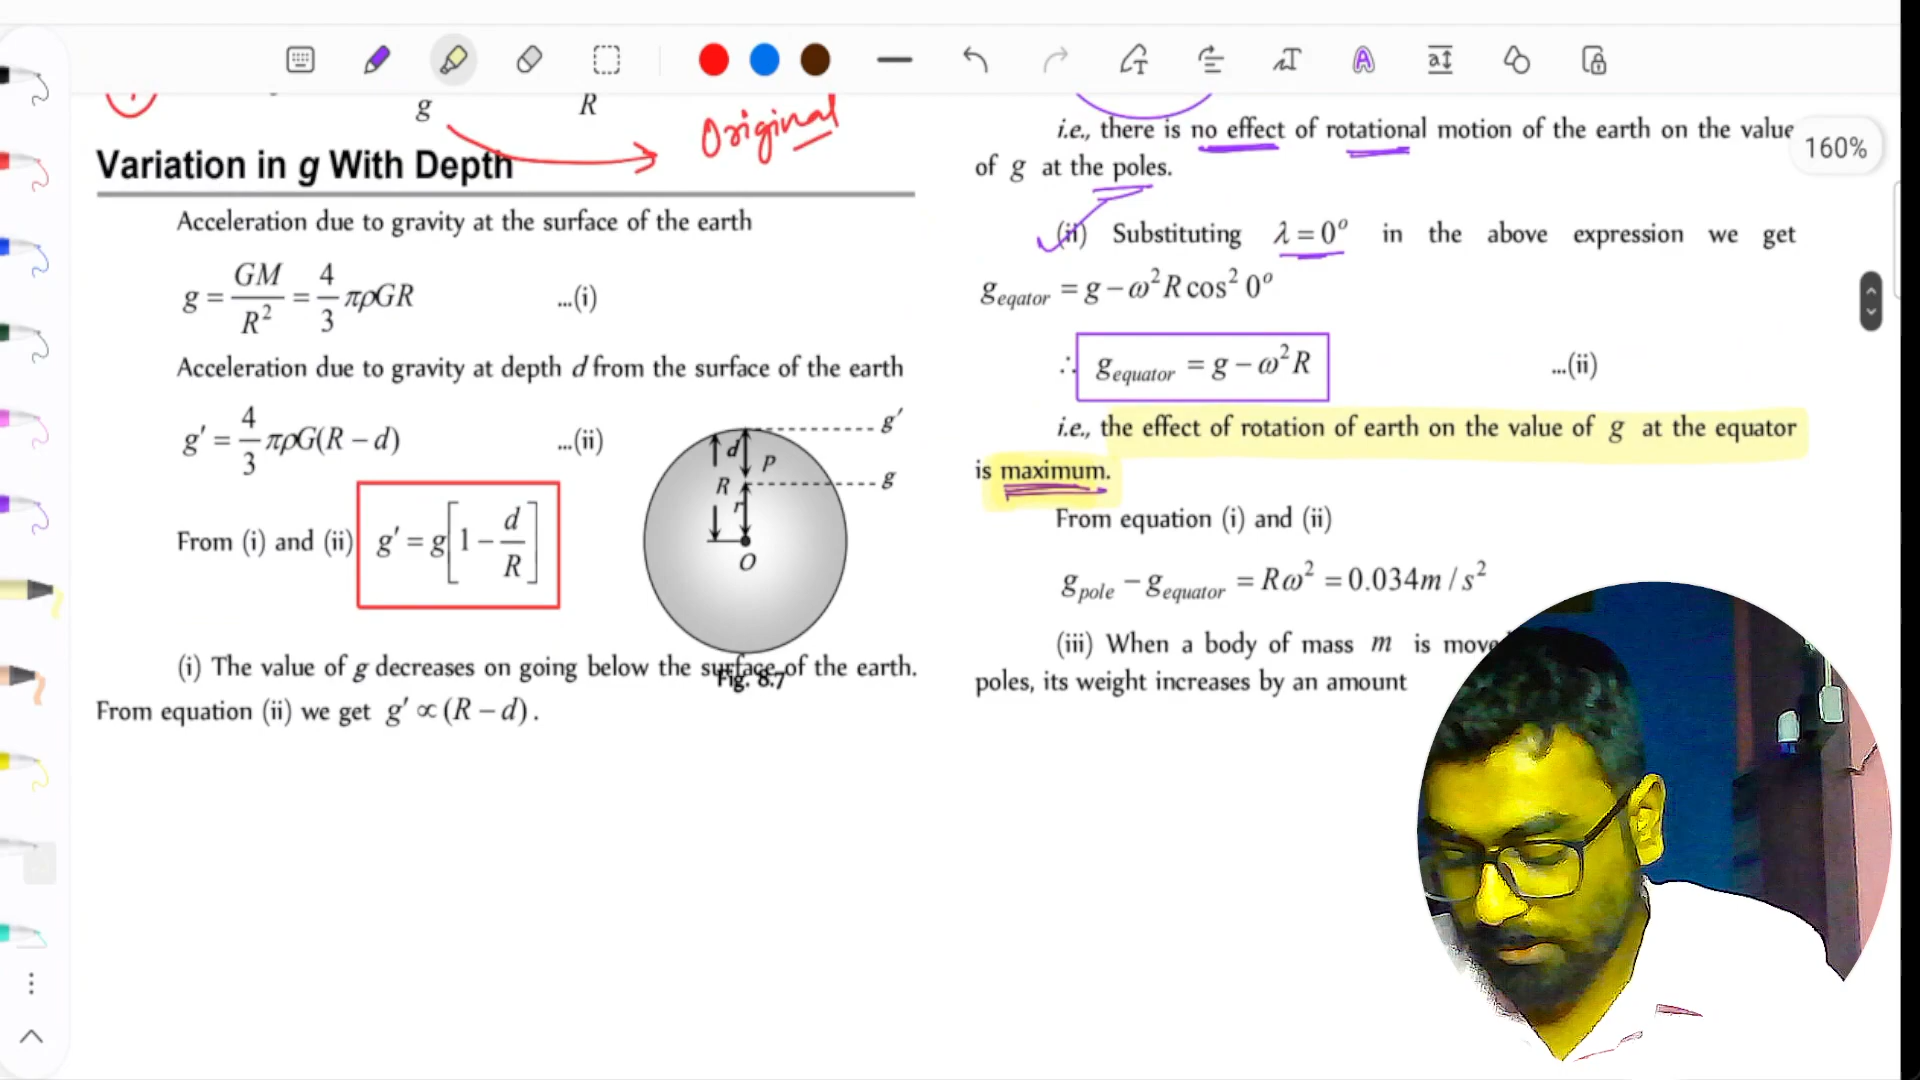 160%
g R
Original
Variation in g With Depth
Acceleration due to gravity at the surface of the earth
g = GM/R² = 4/3 πρGR ...(i)
Acceleration due to gravity at depth d from the surface of the earth
g′ = 4/3 πρG(R − d) ...(ii)
From (i) and (ii) g′ = g[1 − d/R]
g′
d
P
R
g
r
O
Fig. 8.7
(i) The value of g decreases on going below the surface of the earth.
From equation (ii) we get g′ ∝ (R − d).
i.e., there is no effect of rotational motion of the earth on the value
of g at the poles.
(ii) Substituting λ = 0° in the above expression we get
g_eqator = g − ω²R cos² 0°
∴ g_equator = g − ω²R ...(ii)
i.e., the effect of rotation of earth on the value of g at the equator
is maximum.
From equation (i) and (ii)
g_pole − g_equator = Rω² = 0.034m/s²
(iii) When a body of mass m is move
poles, its weight increases by an amount